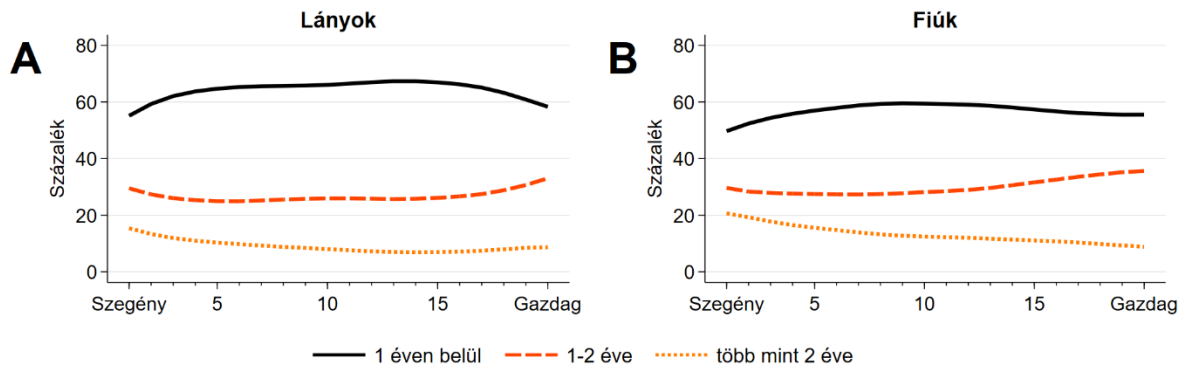 Lányok
A
Százalék
80
60
40
20
0
Szegény 5 10 15 Gazdag
Fiúk
B
Százalék
80
60
40
20
0
Szegény 5 10 15 Gazdag
1 éven belül 1-2 éve több mint 2 éve